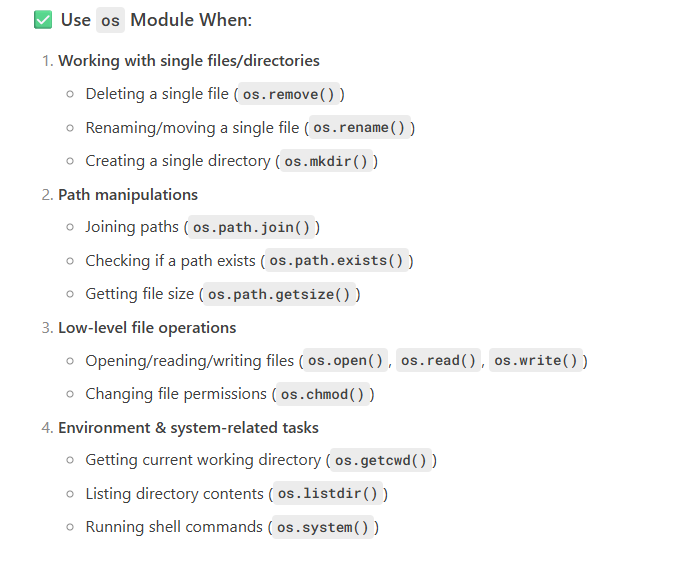 ✅ Use os Module When:
1. Working with single files/directories
○ Deleting a single file (os.remove())
○ Renaming/moving a single file (os.rename())
○ Creating a single directory (os.mkdir())
2. Path manipulations
○ Joining paths (os.path.join())
○ Checking if a path exists (os.path.exists())
○ Getting file size (os.path.getsize())
3. Low-level file operations
○ Opening/reading/writing files (os.open(), os.read(), os.write())
○ Changing file permissions (os.chmod())
4. Environment & system-related tasks
○ Getting current working directory (os.getcwd())
○ Listing directory contents (os.listdir())
○ Running shell commands (os.system())